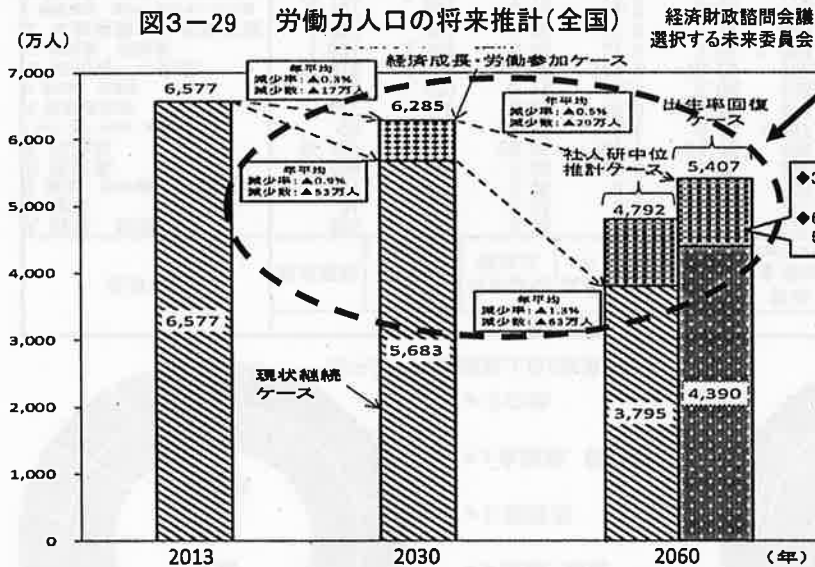 図3-29 労働力人口の将来推計(全国)
経済財政諮問会議
選択する未来委員会
(万人)
7,000
6,000
5,000
4,000
3,000
2,000
1,000
0
6,577
6,577
年平均
減少率:▲0.3%
減少数:▲17万人
経済成長・労働参加ケース
6,285
年平均
減少率:▲0.9%
減少数:▲53万人
5,683
現状継続
ケース
年平均
減少率:▲0.5%
減少数:▲29万人
出生率回復
ケース
社人研中位
推計ケース
5,407
4,792
年平均
減少率:▲1.3%
減少数:▲63万人
3,795
4,390
◆3
◆6
2013
2030
2060
(年)